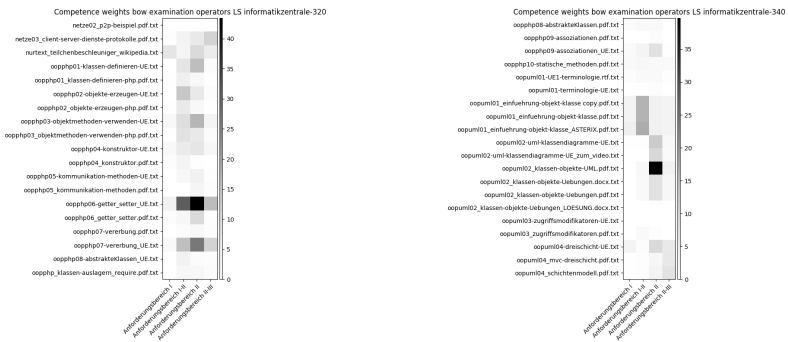 Competence weights bow examination operators LS informatikzentrale-320
netze02_p2p-beispiel.pdf.txt
netze03_client-server-dienste-protokolle.pdf.txt
nurtext_teilchenbeschleuniger_wikipedia.txt
oopphp01-klassen-definieren-UE.txt
oopphp01_klassen-definieren-php.pdf.txt
oopphp02-objekte-erzeugen-UE.txt
oopphp02_objekte-erzeugen-php.pdf.txt
oopphp03-objektmethoden-verwenden-UE.txt
oopphp03_objektmethoden-verwenden-php.pdf.txt
oopphp04-konstruktor-UE.txt
oopphp04_konstruktor.pdf.txt
oopphp05-kommunikation-methoden-UE.txt
oopphp05_kommunikation-methoden.pdf.txt
oopphp06-getter_setter_UE.txt
oopphp06_getter_setter.pdf.txt
oopphp07-vererbung.pdf.txt
oopphp07-vererbung_UE.txt
oopphp08-abstrakteKlassen_UE.txt
oopphp_klassen-auslagern_require.pdf.txt
Anforderungsbereich I
Anforderungsbereich I-II
Anforderungsbereich II
Anforderungsbereich II-III
40
35
30
25
20
15
10
5
0
Competence weights bow examination operators LS informatikzentrale-340
oopphp08-abstrakteKlassen.pdf.txt
oopphp09-assoziationen.pdf.txt
oopphp09-assoziationen_UE.txt
oopphp10-statische_methoden.pdf.txt
oopuml01-UE1-terminologie.rtf.txt
oopuml01-terminologie-UE.txt
oopuml01_einfuehrung-objekt-klasse copy.pdf.txt
oopuml01_einfuehrung-objekt-klasse.pdf.txt
oopuml01_einfuehrung-objekt-klasse_ASTERIX.pdf.txt
oopuml02-uml-klassendiagramme-UE.txt
oopuml02-uml-klassendiagramme-UE_zum_video.txt
oopuml02_klassen-objekte-UML.pdf.txt
oopuml02_klassen-objekte-Uebungen.docx.txt
oopuml02_klassen-objekte-Uebungen.pdf.txt
oopuml02_klassen-objekte-Uebungen_LOESUNG.docx.txt
oopuml03-zugriffsmodifikatoren-UE.txt
oopuml03_zugriffsmodifikatoren.pdf.txt
oopuml04-dreischicht-UE.txt
oopuml04_mvc-dreischicht.pdf.txt
oopuml04_schichtenmodell.pdf.txt
Anforderungsbereich I
Anforderungsbereich I-II
Anforderungsbereich II
Anforderungsbereich II-III
35
30
25
20
15
10
5
0